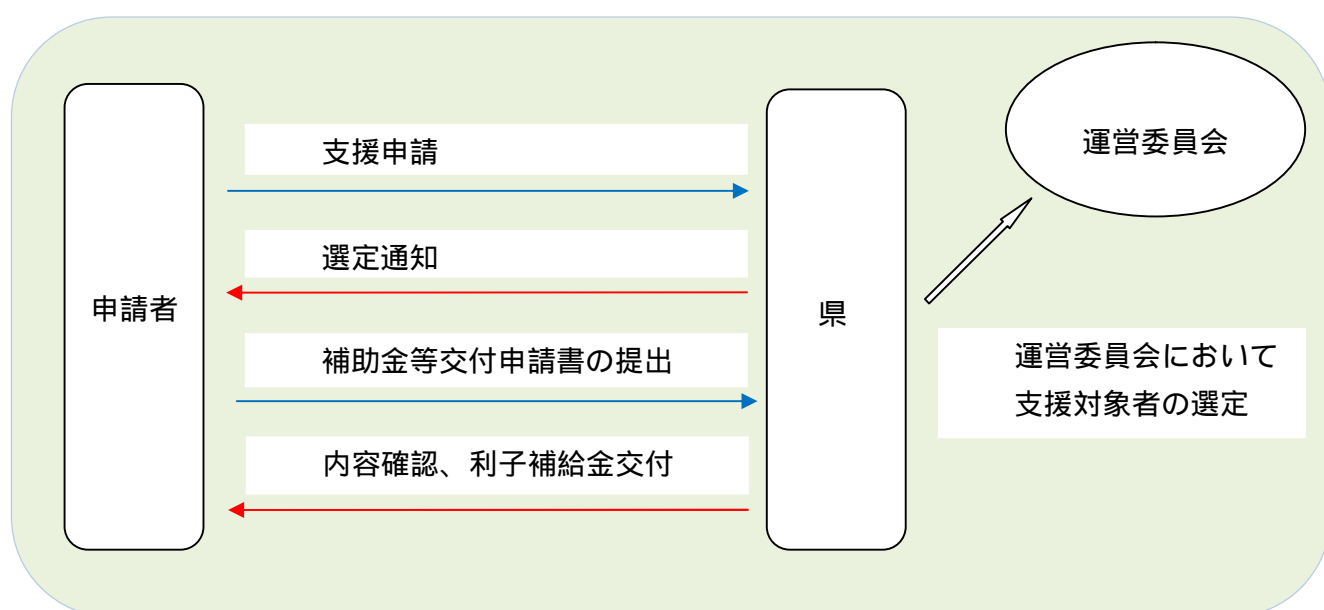 運営委員会
支援申請
選定通知
申請者
県
補助金等交付申請書の提出
運営委員会において
支援対象者の選定
内容確認、利子補給金交付